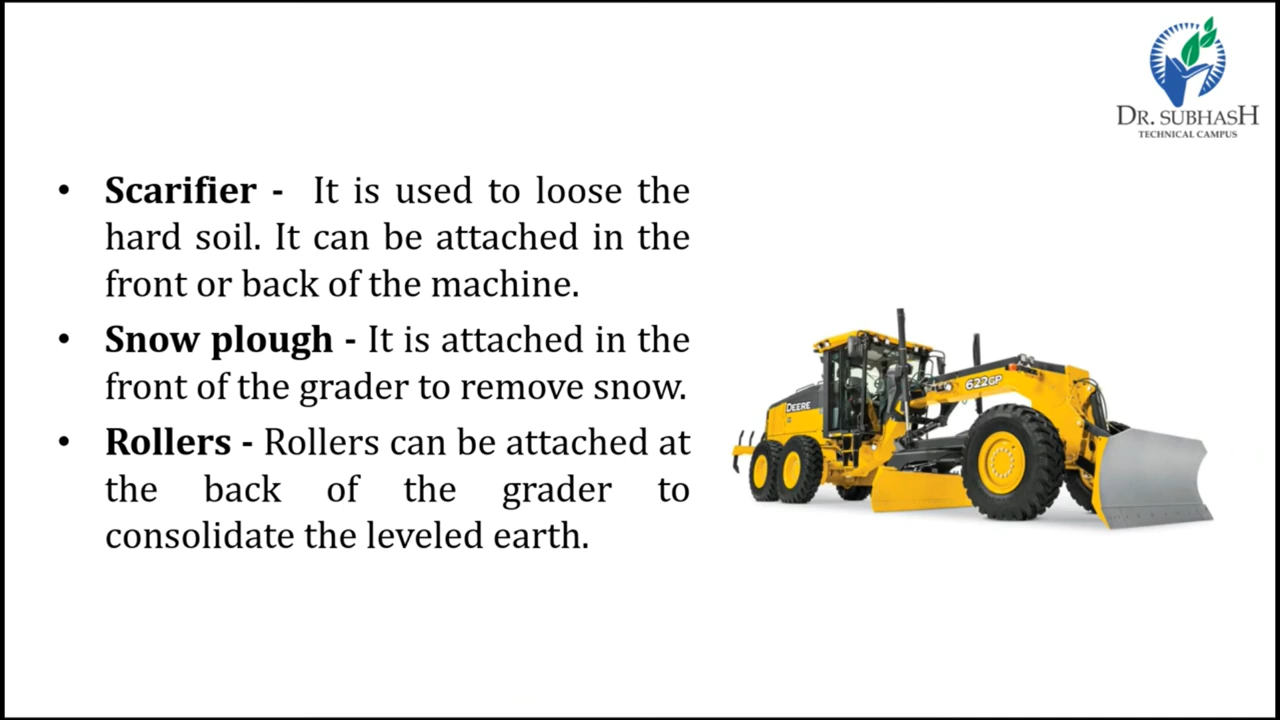 DR. SUBHASH
TECHNICAL CAMPUS
• Scarifier - It is used to loose the
hard soil. It can be attached in the
front or back of the machine.
• Snow plough - It is attached in the
front of the grader to remove snow.
• Rollers - Rollers can be attached at
the back of the grader to
consolidate the leveled earth.
DEERE
622GP